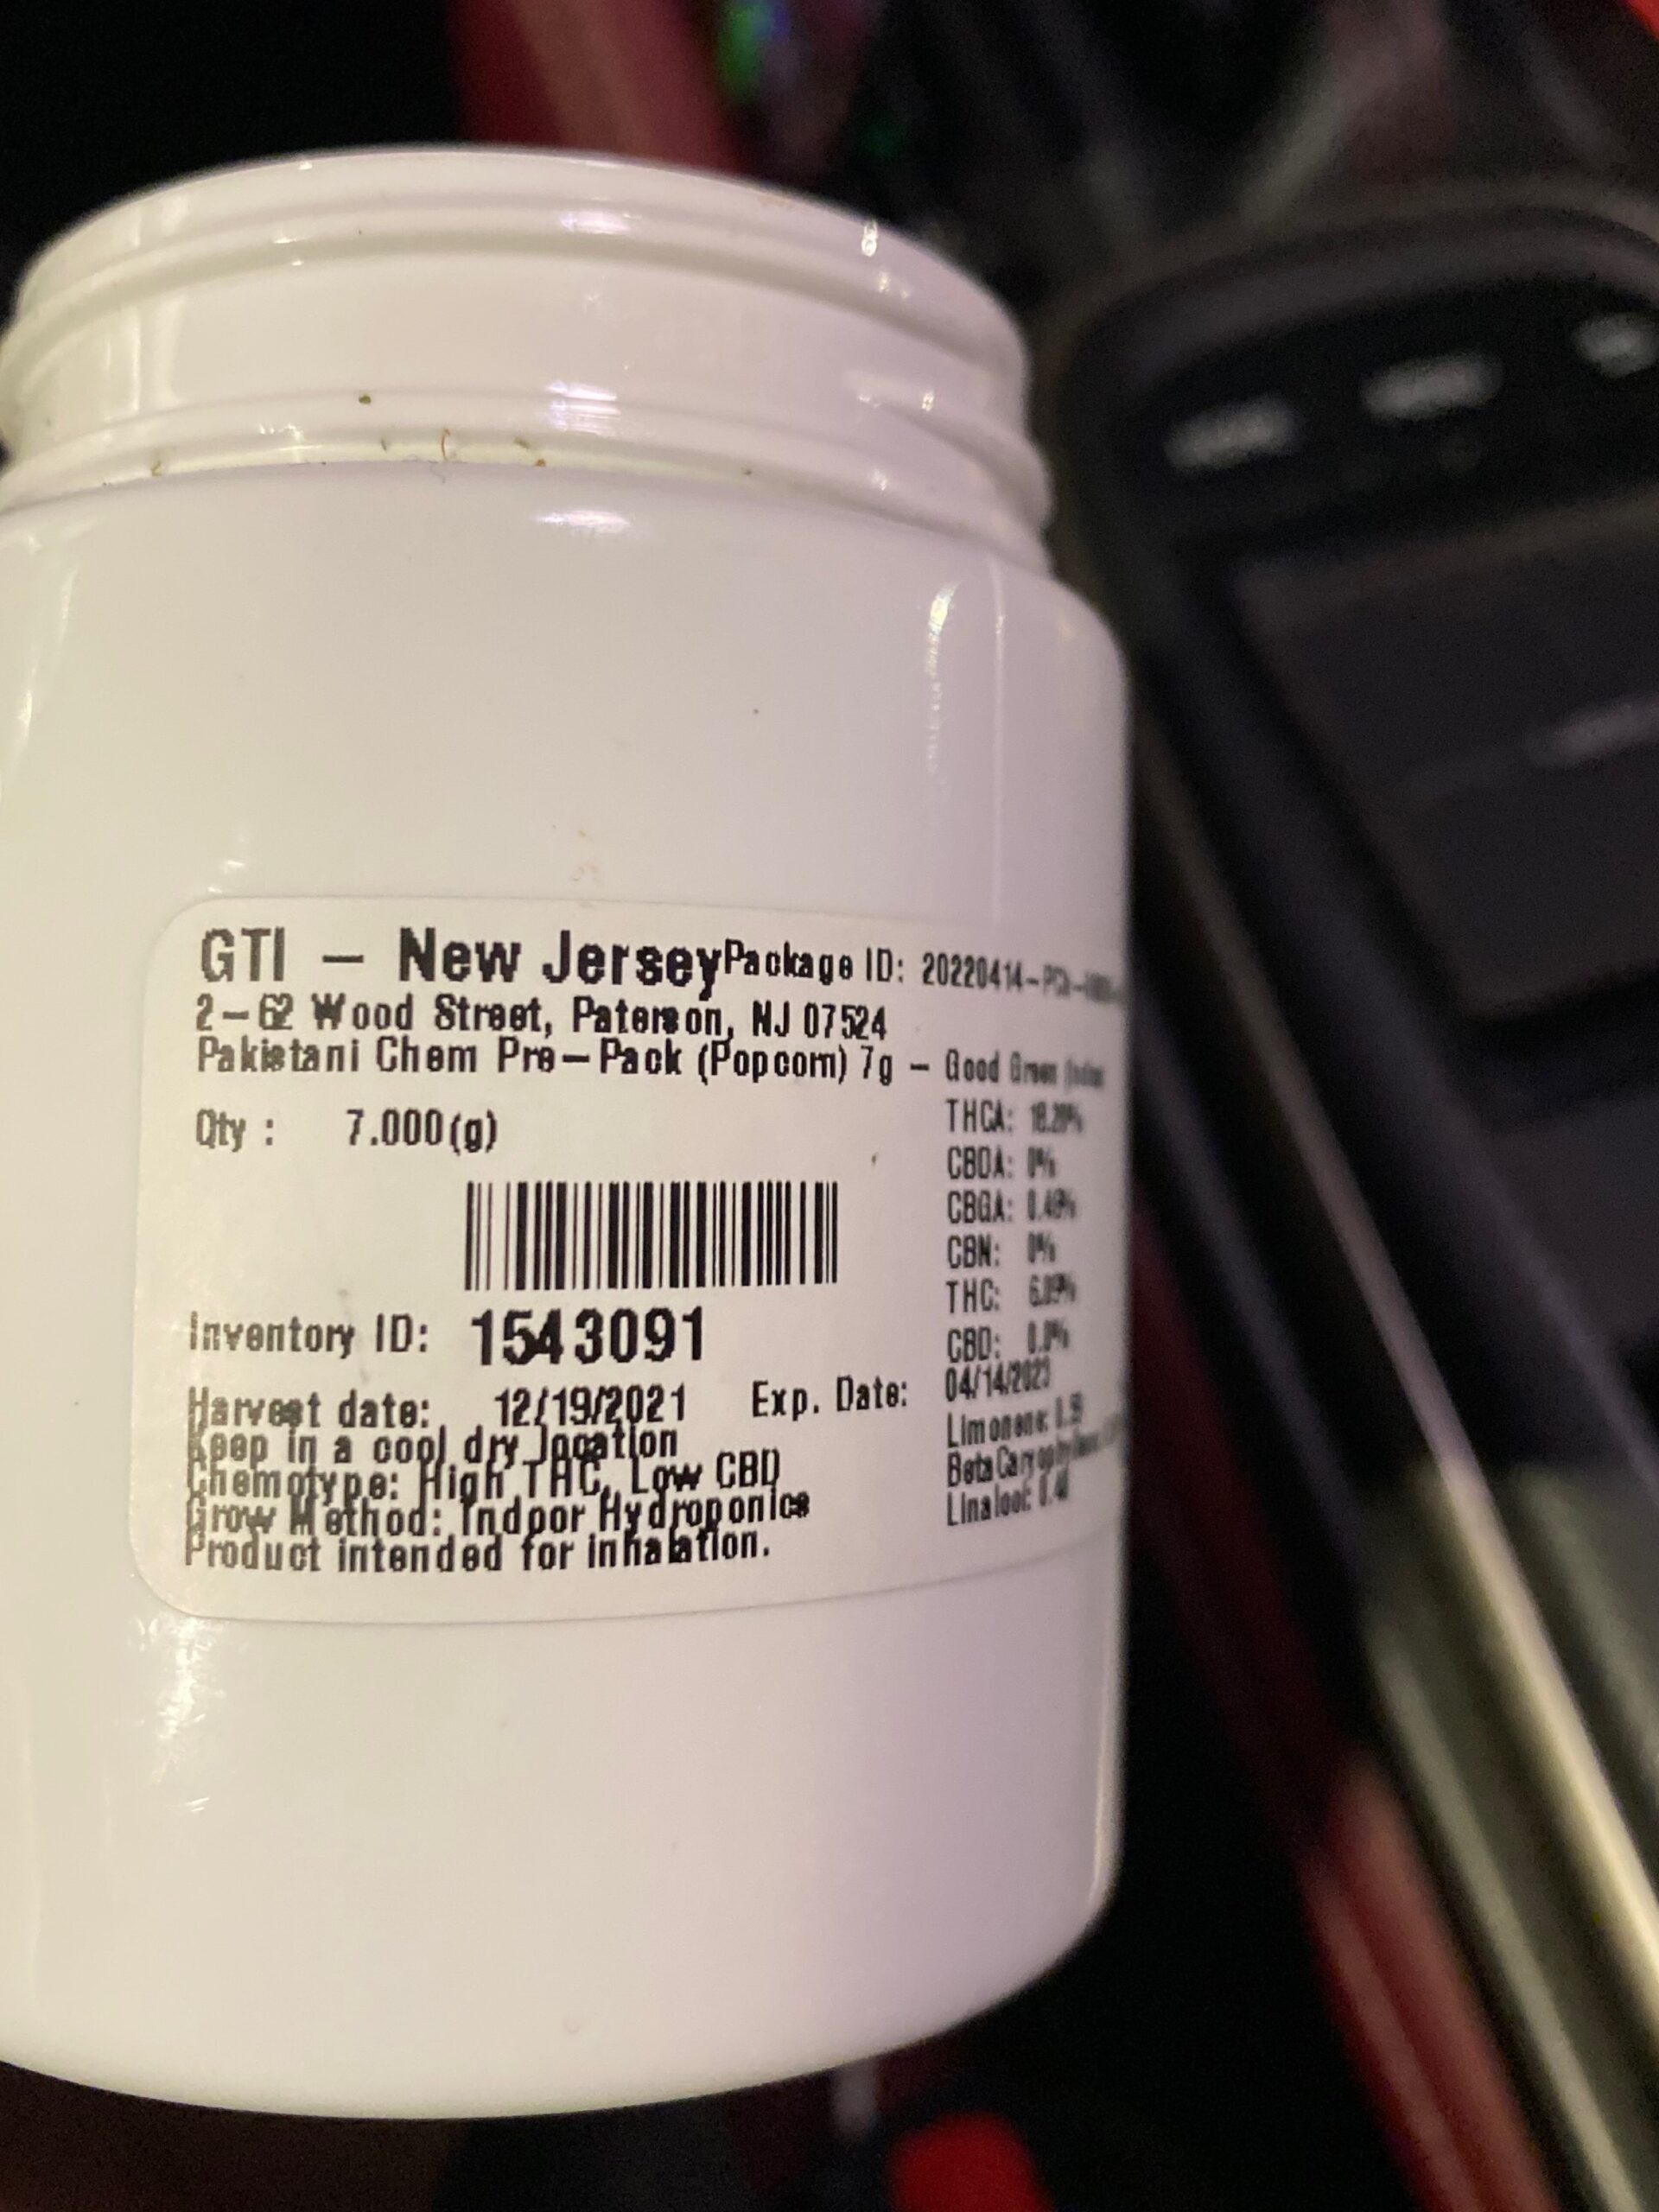 GTI – New Jersey Package ID: 20220414-
2-62 Wood Street, Paterson, NJ 07524
Pakistani Chem Pre-Pack (Popcorn) 7g – Good Green
Qty : 7.000(g)
THCA:
CBDA: 0%
CBGA:
CBN: 0%
THC:
CBD:
Inventory ID: 1543091
Harvest date: 12/19/2021 Exp. Date: 04/14/2023
Keep in a cool dry location
Chemotype: High THC, Low CBD
Grow Method: Indoor Hydroponics
Product intended for inhalation.
Limonene:
Beta Caryophyllene:
Linalool: